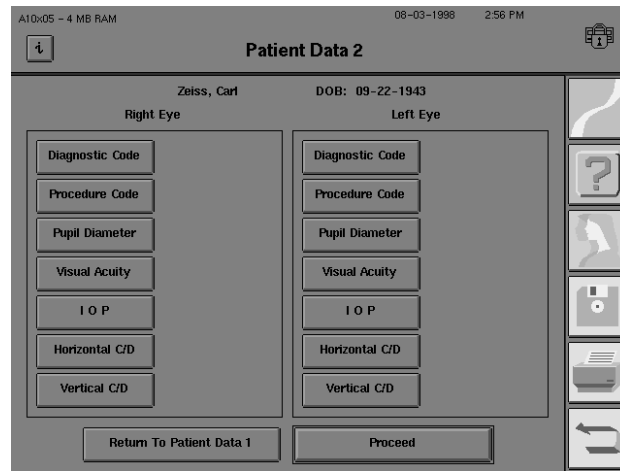 A10x05 - 4 MB RAM 08-03-1998 2:56 PM
i Patient Data 2
Zeiss, Carl DOB: 09-22-1943
Right Eye Left Eye
Diagnostic Code Diagnostic Code
Procedure Code Procedure Code
Pupil Diameter Pupil Diameter
Visual Acuity Visual Acuity
I O P I O P
Horizontal C/D Horizontal C/D
Vertical C/D Vertical C/D
Return To Patient Data 1 Proceed
?